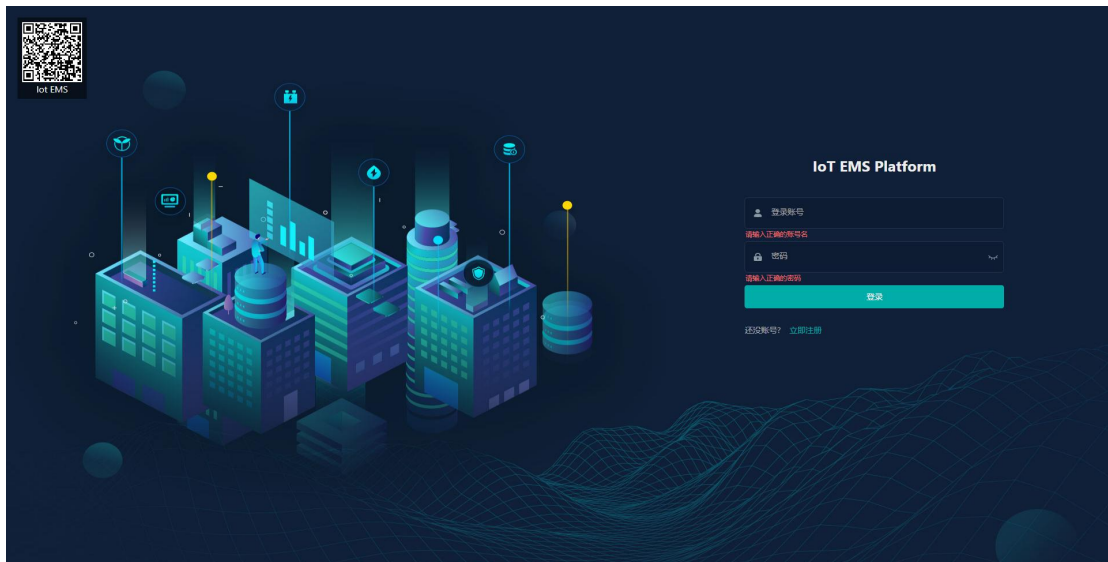 Iot EMS
IoT EMS Platform
登录账号
请输入正确的账号名
密码
请输入正确的密码
登录
还没账号? 立即注册